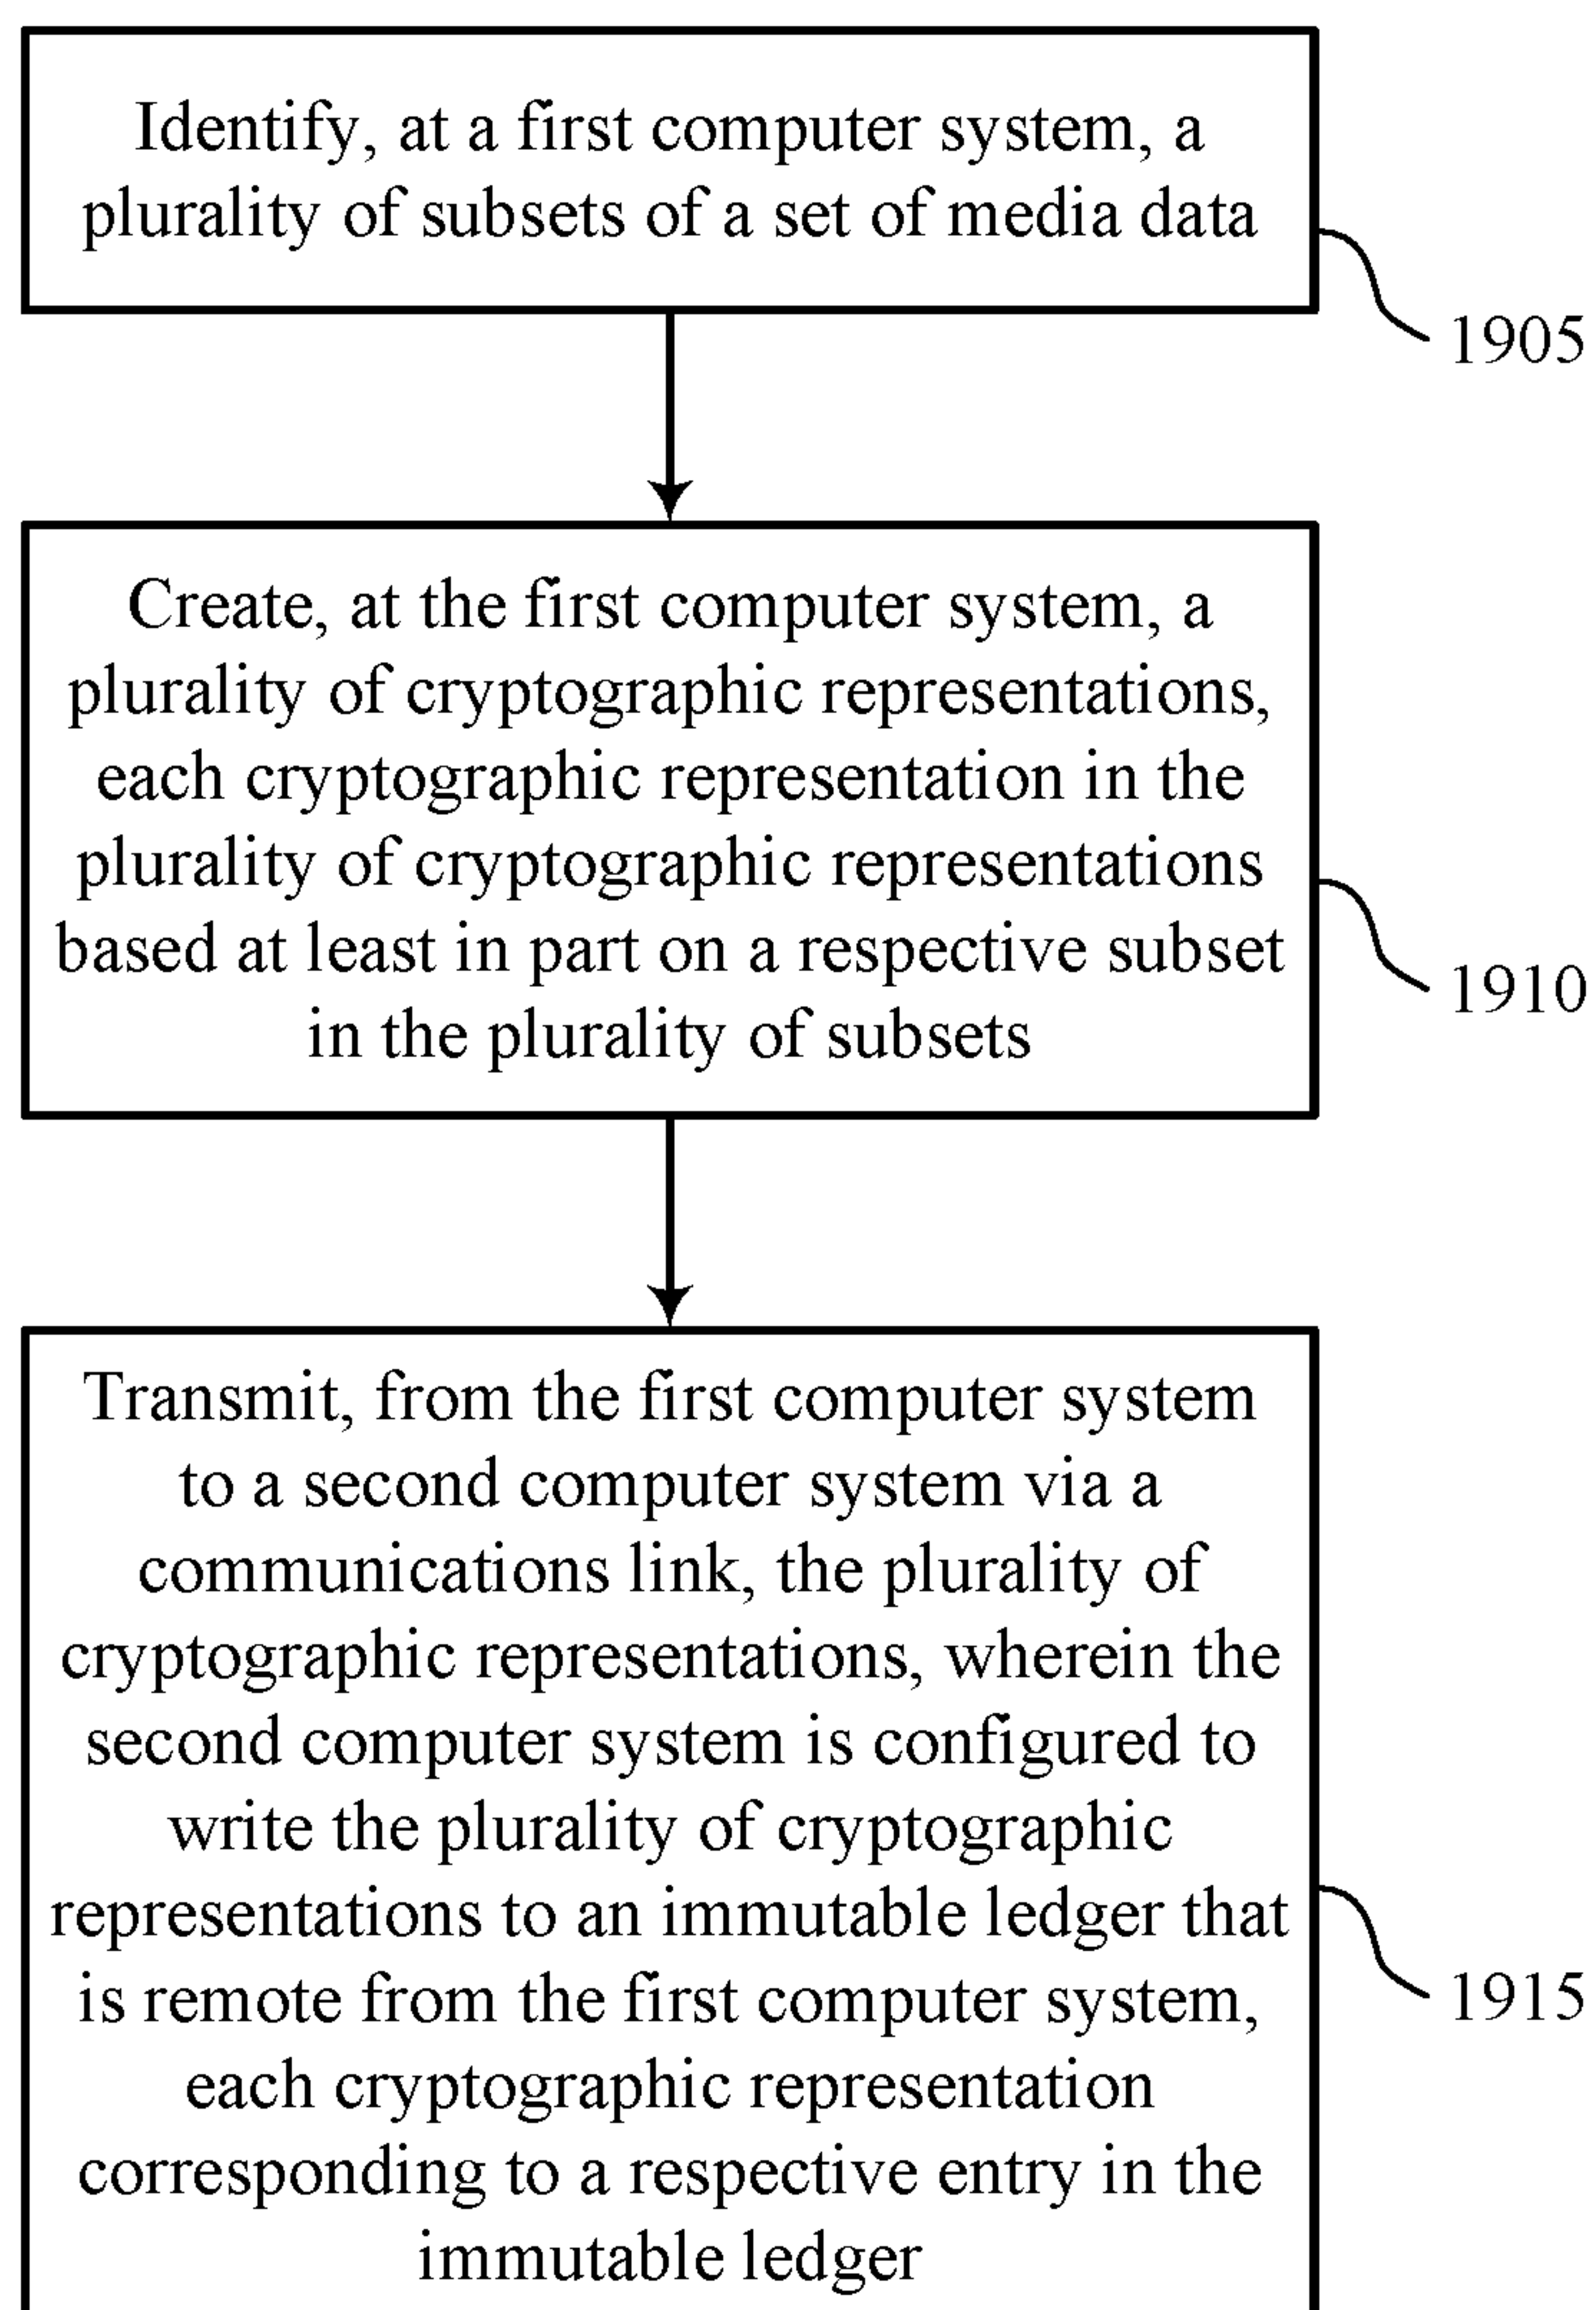 Identify, at a first computer system, a
plurality of subsets of a set of media data
1905
Create, at the first computer system, a
plurality of cryptographic representations,
each cryptographic representation in the
plurality of cryptographic representations
based at least in part on a respective subset
in the plurality of subsets
1910
Transmit, from the first computer system
to a second computer system via a
communications link, the plurality of
cryptographic representations, wherein the
second computer system is configured to
write the plurality of cryptographic
representations to an immutable ledger that
is remote from the first computer system,
each cryptographic representation
corresponding to a respective entry in the
immutable ledger
1915